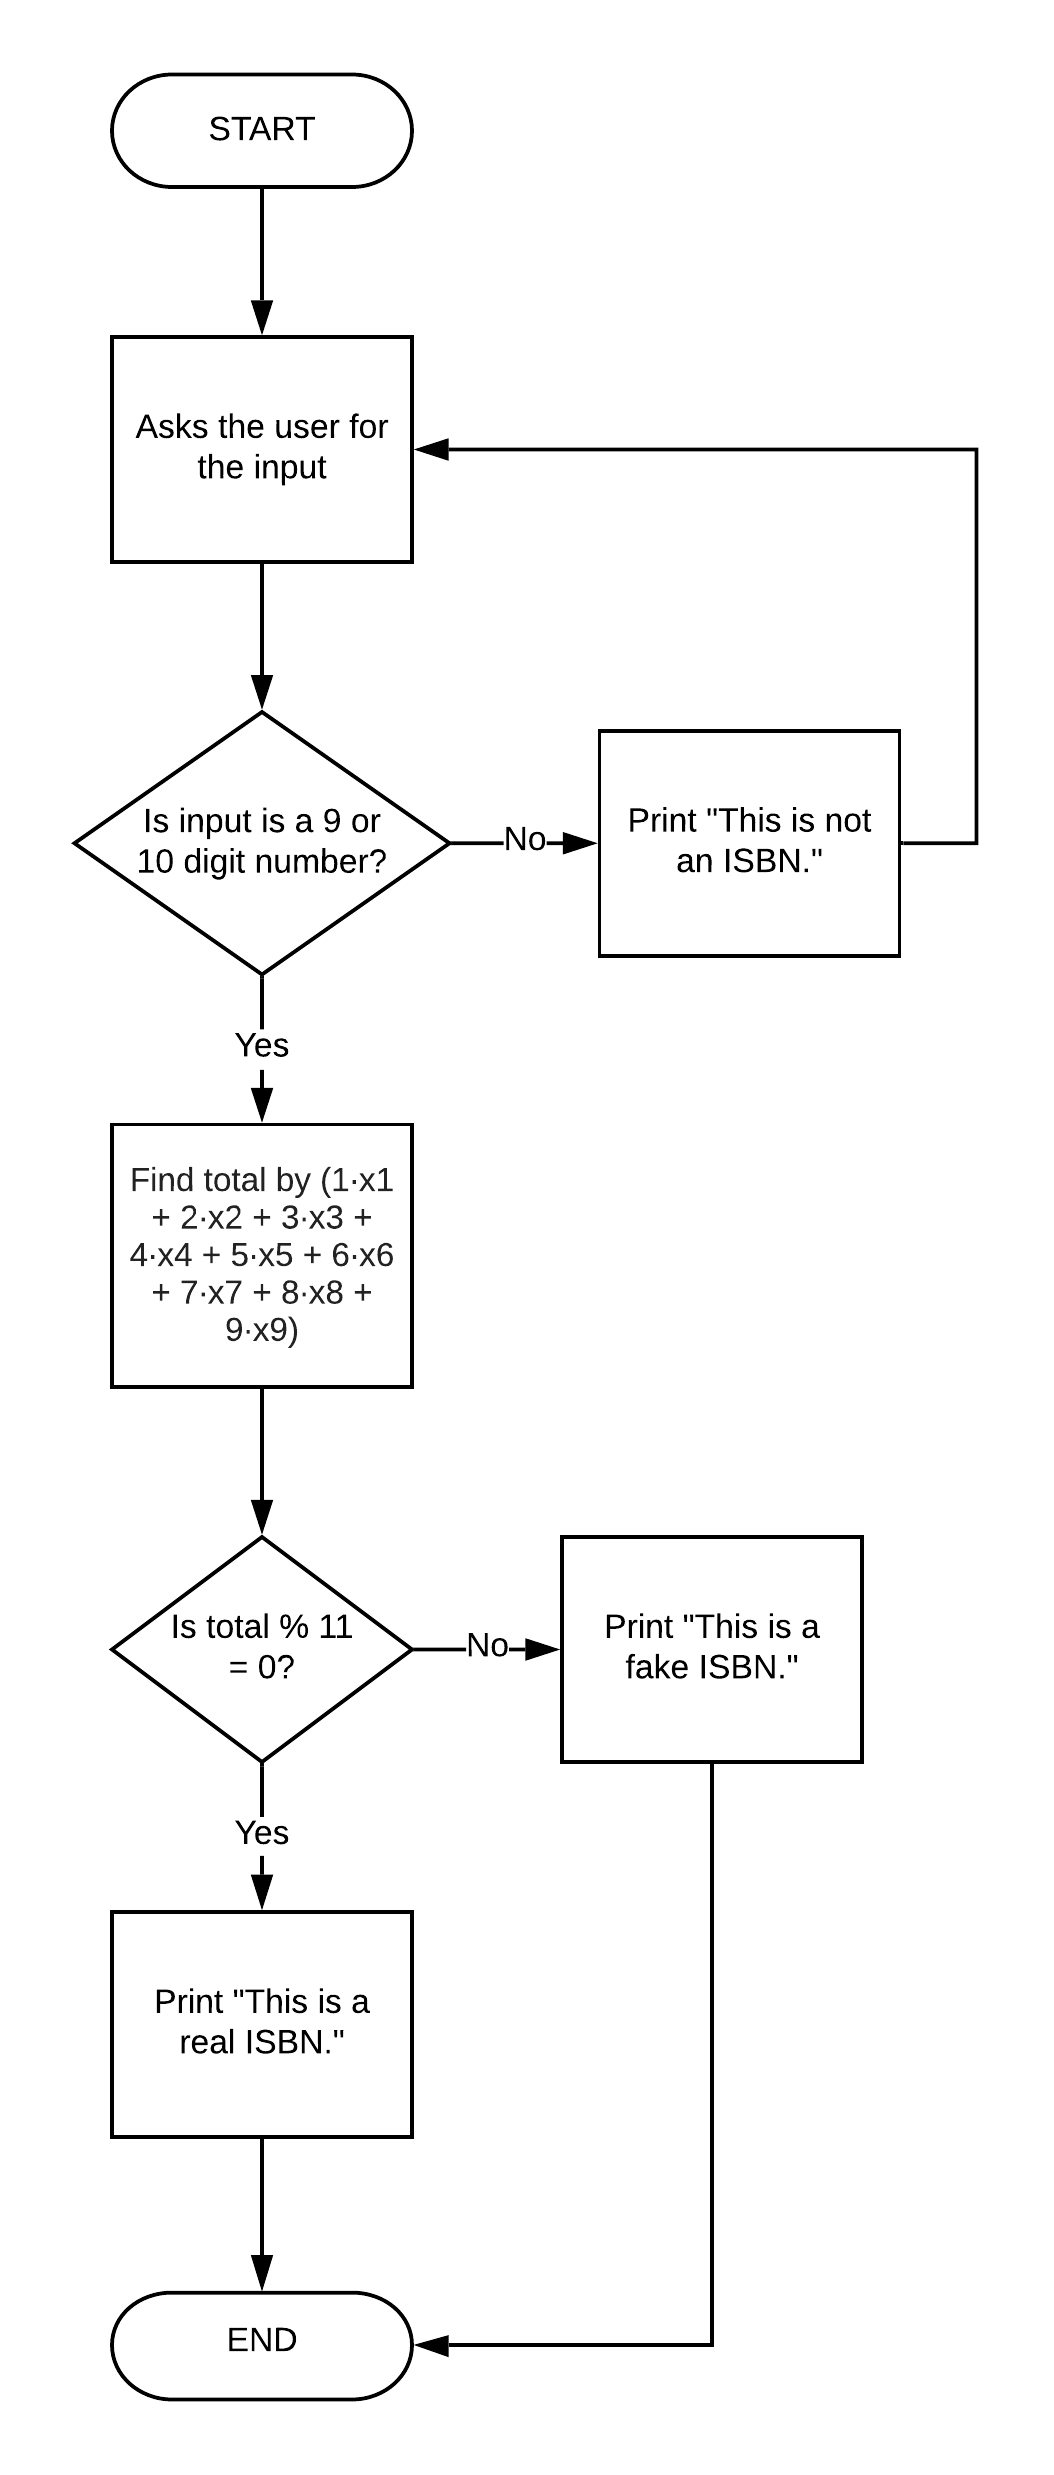 START
Asks the user for
the input
Is input is a 9 or
10 digit number?
No
Print "This is not
an ISBN."
Yes
Find total by (1·x1
+ 2·x2 + 3·x3 +
4·x4 + 5·x5 + 6·x6
+ 7·x7 + 8·x8 +
9·x9)
Is total % 11
= 0?
No
Print "This is a
fake ISBN."
Yes
Print "This is a
real ISBN."
END